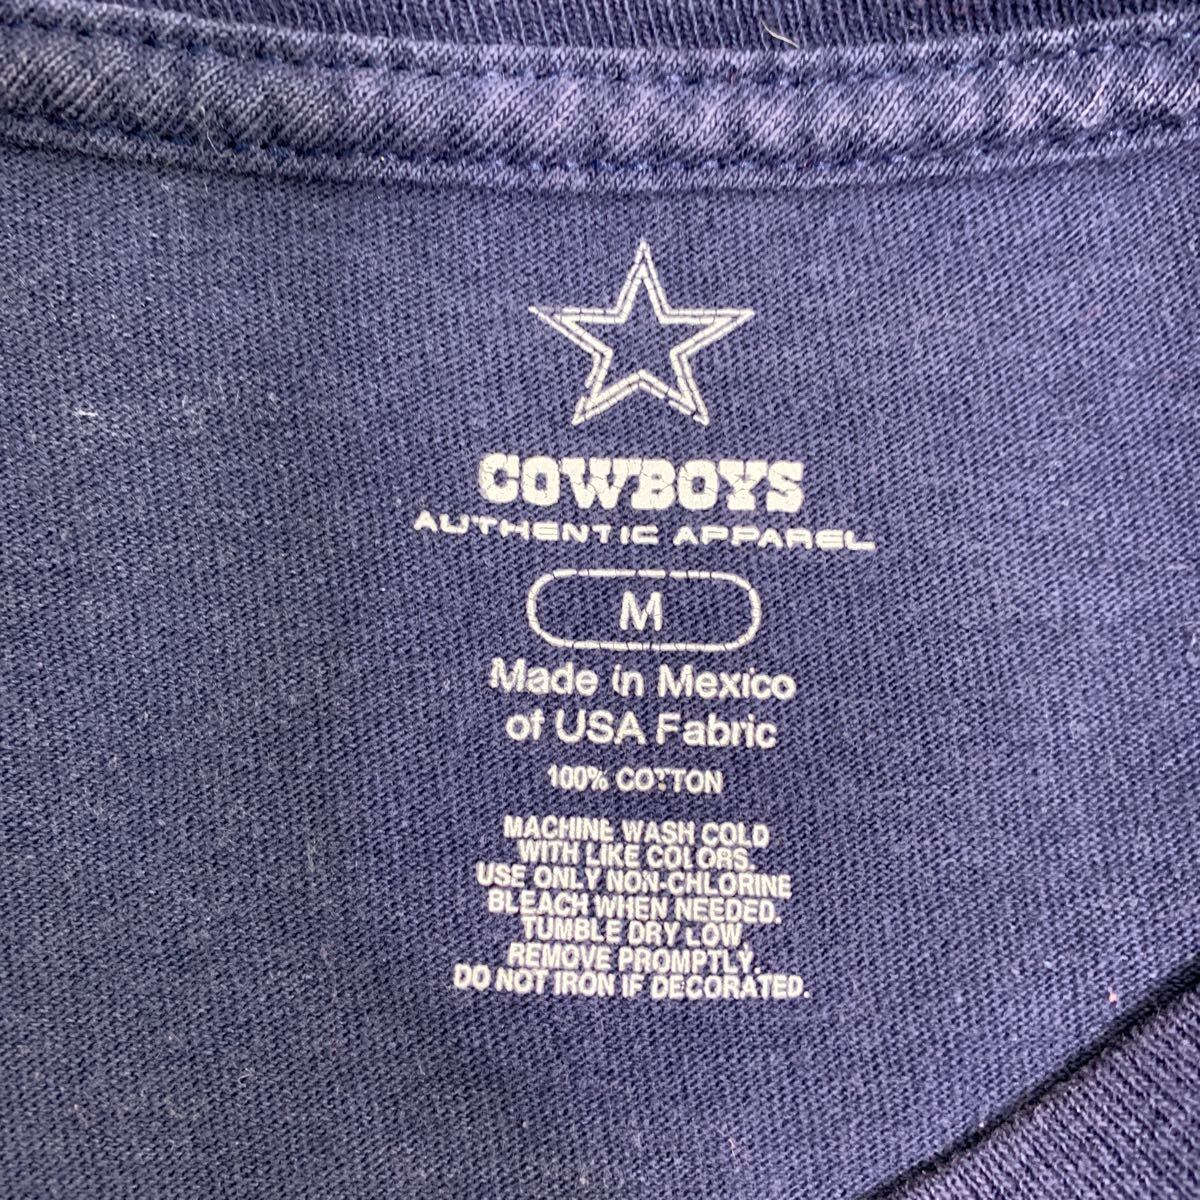 COWBOYS
AUTHENTIC APPAREL
M
Made in Mexico
of USA Fabric
100% COTTON
MACHINE WASH COLD
WITH LIKE COLORS.
USE ONLY NON-CHLORINE
BLEACH WHEN NEEDED.
TUMBLE DRY LOW,
REMOVE PROMPTLY.
DO NOT IRON IF DECORATED.